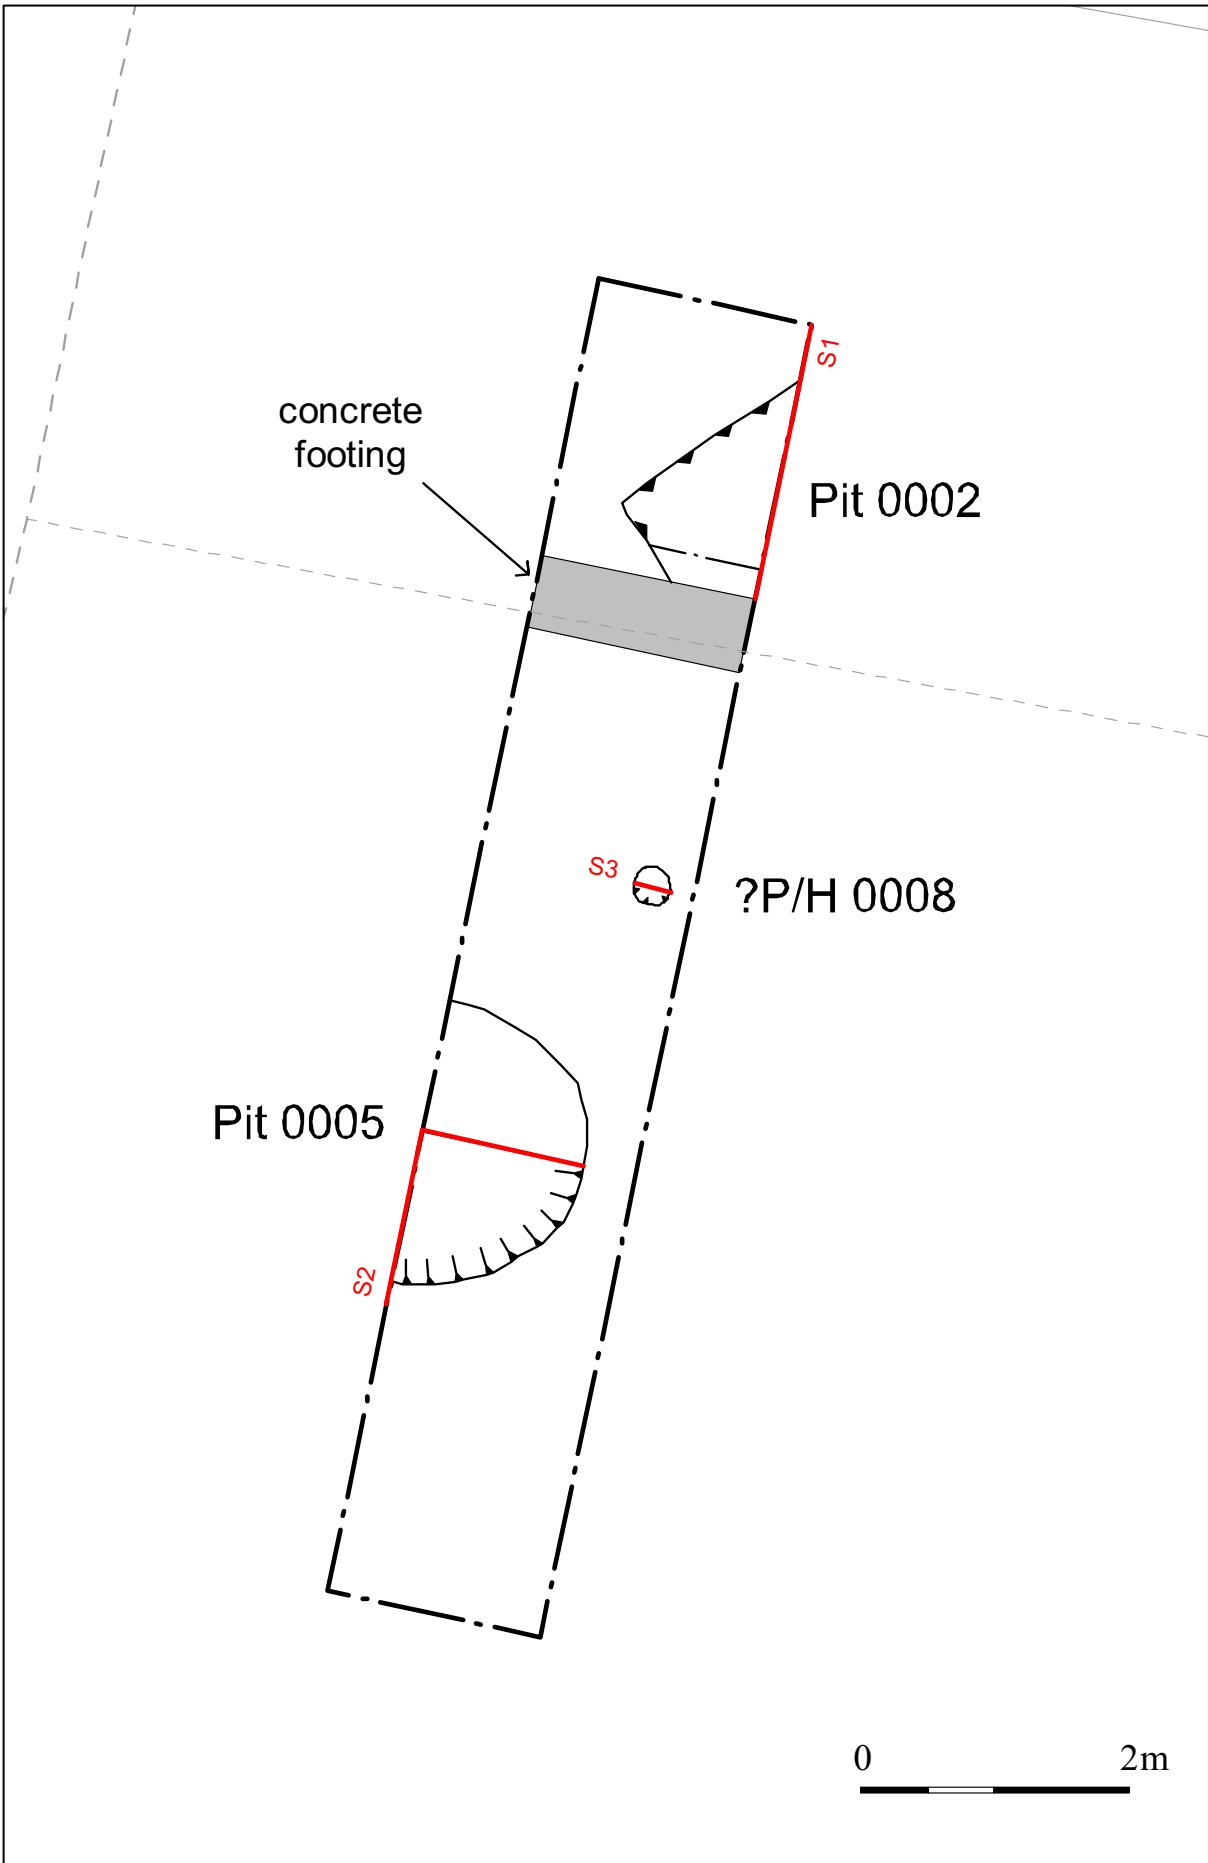 S1
concrete
footing
Pit 0002
S3
?P/H 0008
Pit 0005
S2
0 2m